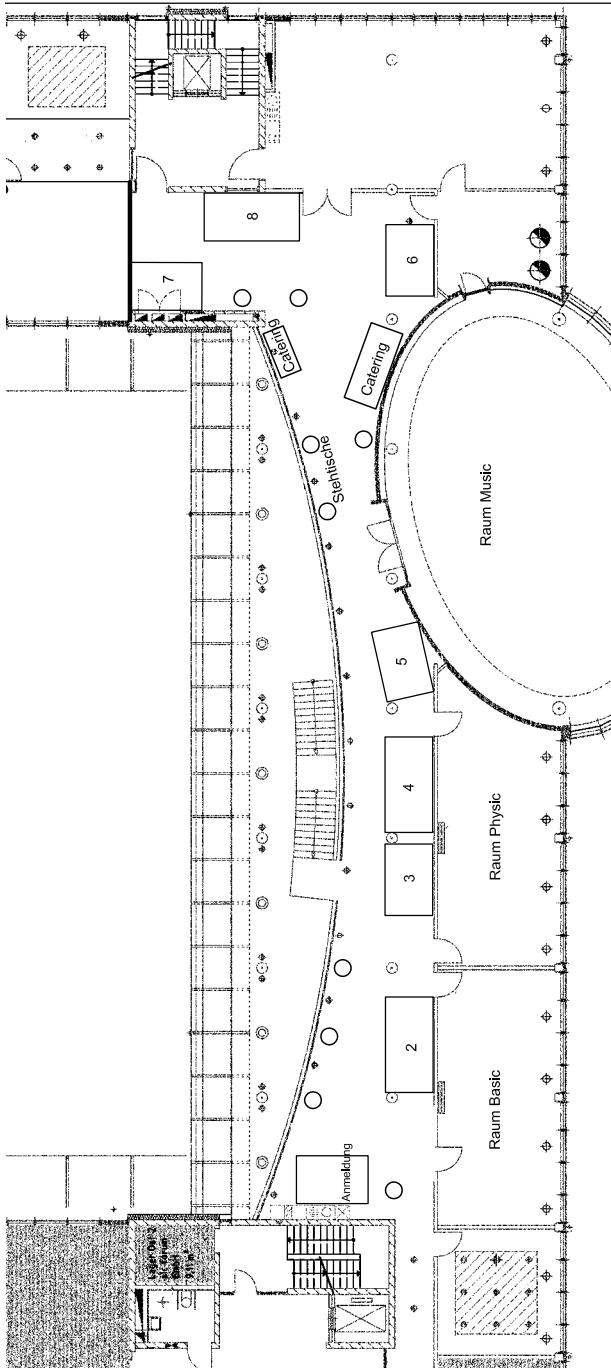 8
7
6
Catering
Catering
Stehtische
Raum Music
5
4
Raum Physic
3
2
Raum Basic
Anmeldung